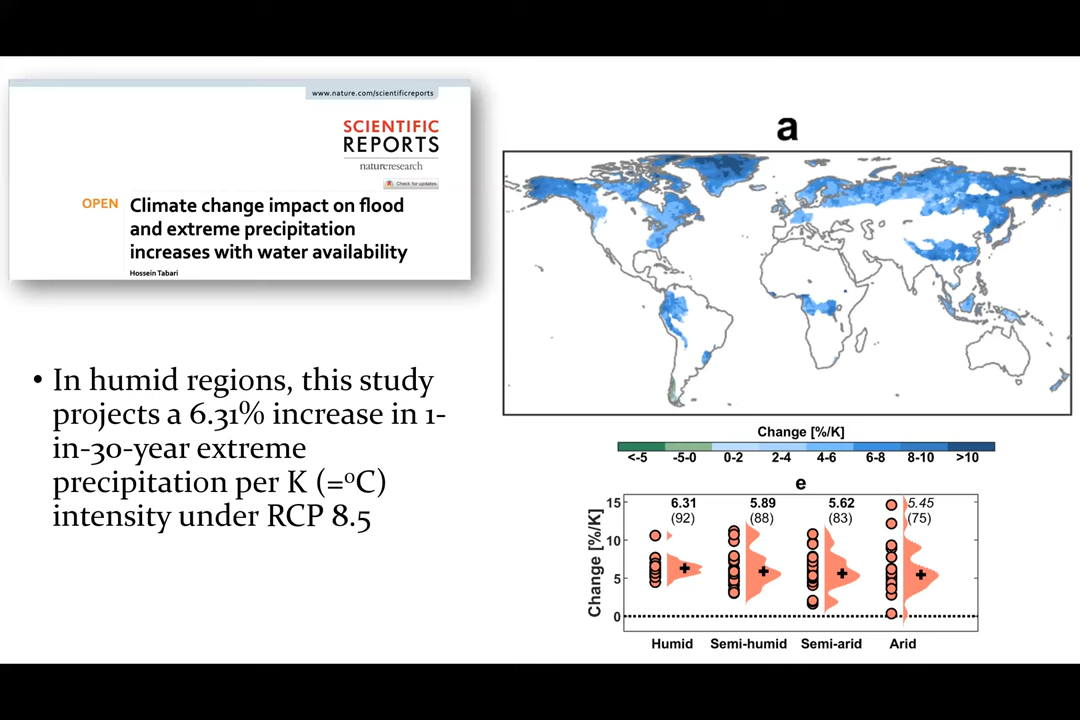 www.nature.com/scientificreports
SCIENTIFIC
REPORTS
natureresearch
Check for updates
OPEN
Climate change impact on flood
and extreme precipitation
increases with water availability
Hossein Tabari
• In humid regions, this study
projects a 6.31% increase in 1-
in-30-year extreme
precipitation per K (=⁰C)
intensity under RCP 8.5
a
Change [%/K]
<-5 -5-0 0-2 2-4 4-6 6-8 8-10 >10
e
Change [%/K]
15
10
5
0
6.31 5.89 5.62 5.45
(92) (88) (83) (75)
Humid Semi-humid Semi-arid Arid